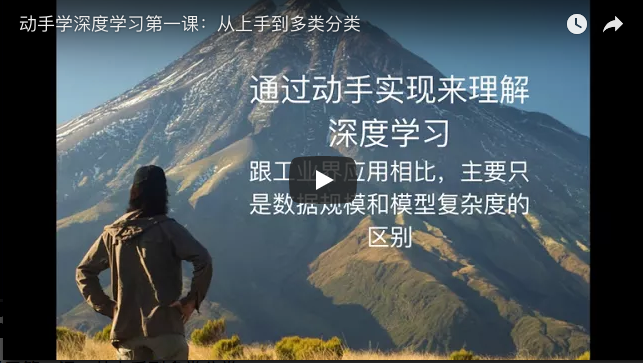 动手学深度学习第一课：从上手到多类分类
通过动手实现来理解
深度学习
跟工业界应用相比，主要只
是数据规模和模型复杂度的
区别